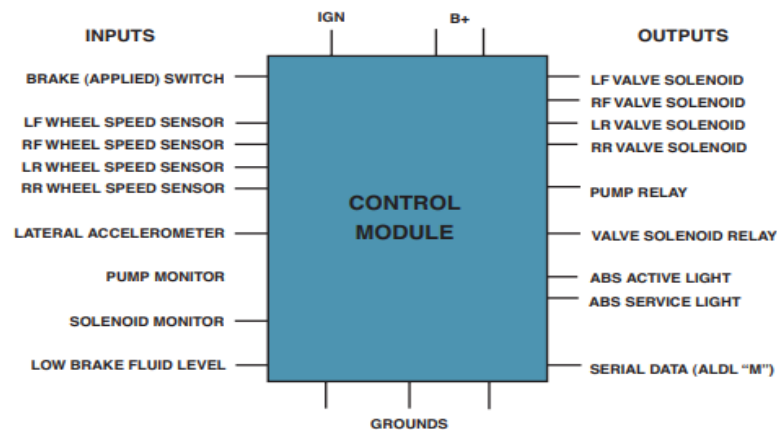 IGN
B+
INPUTS
OUTPUTS
BRAKE (APPLIED) SWITCH
LF WHEEL SPEED SENSOR
RF WHEEL SPEED SENSOR
LR WHEEL SPEED SENSOR
RR WHEEL SPEED SENSOR
LATERAL ACCELEROMETER
PUMP MONITOR
SOLENOID MONITOR
LOW BRAKE FLUID LEVEL
CONTROL
MODULE
LF VALVE SOLENOID
RF VALVE SOLENOID
LR VALVE SOLENOID
RR VALVE SOLENOID
PUMP RELAY
VALVE SOLENOID RELAY
ABS ACTIVE LIGHT
ABS SERVICE LIGHT
SERIAL DATA (ALDL “M”)
GROUNDS